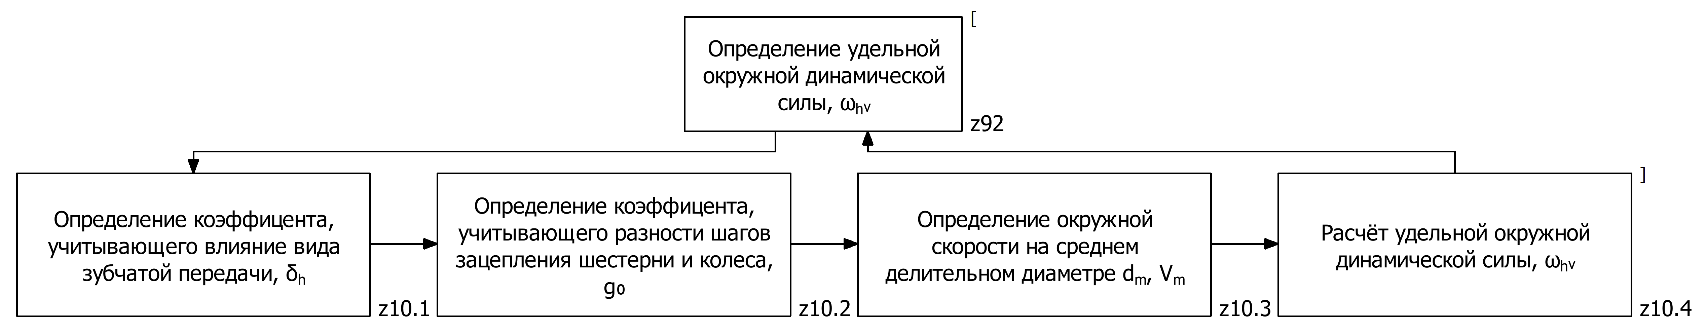 [
Определение удельной
окружной динамической
силы, ωhv
z92
Определение коэффицента,
учитывающего влияние вида
зубчатой передачи, δh
z10.1
Определение коэффицента,
учитывающего разности шагов
зацепления шестерни и колеса,
g₀
z10.2
Определение окружной
скорости на среднем
делительном диаметре dm, Vm
z10.3
]
Расчёт удельной окружной
динамической силы, ωhv
z10.4